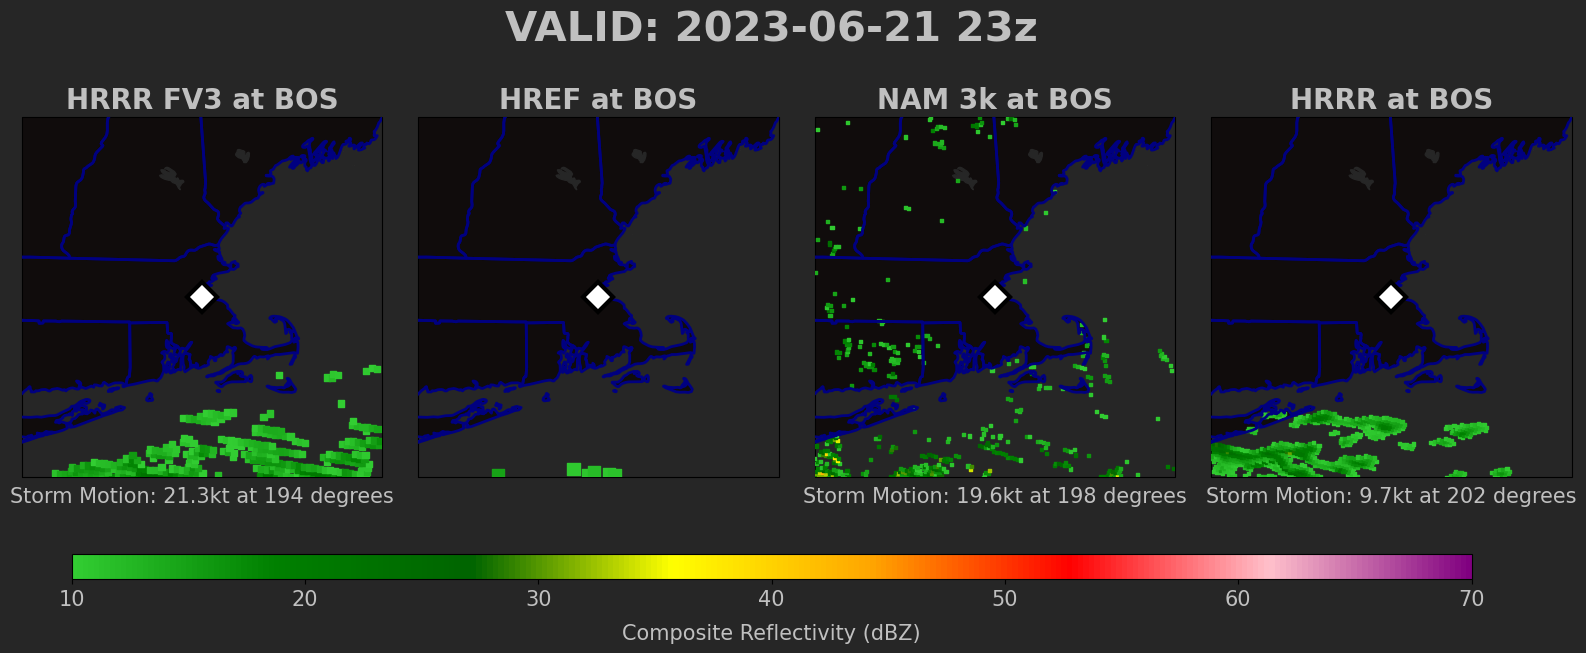 VALID: 2023-06-21 23z
HRRR FV3 at BOS
HREF at BOS
NAM 3k at BOS
HRRR at BOS
Storm Motion: 21.3kt at 194 degrees
Storm Motion: 19.6kt at 198 degrees
Storm Motion: 9.7kt at 202 degrees
10 20 30 40 50 60 70
Composite Reflectivity (dBZ)